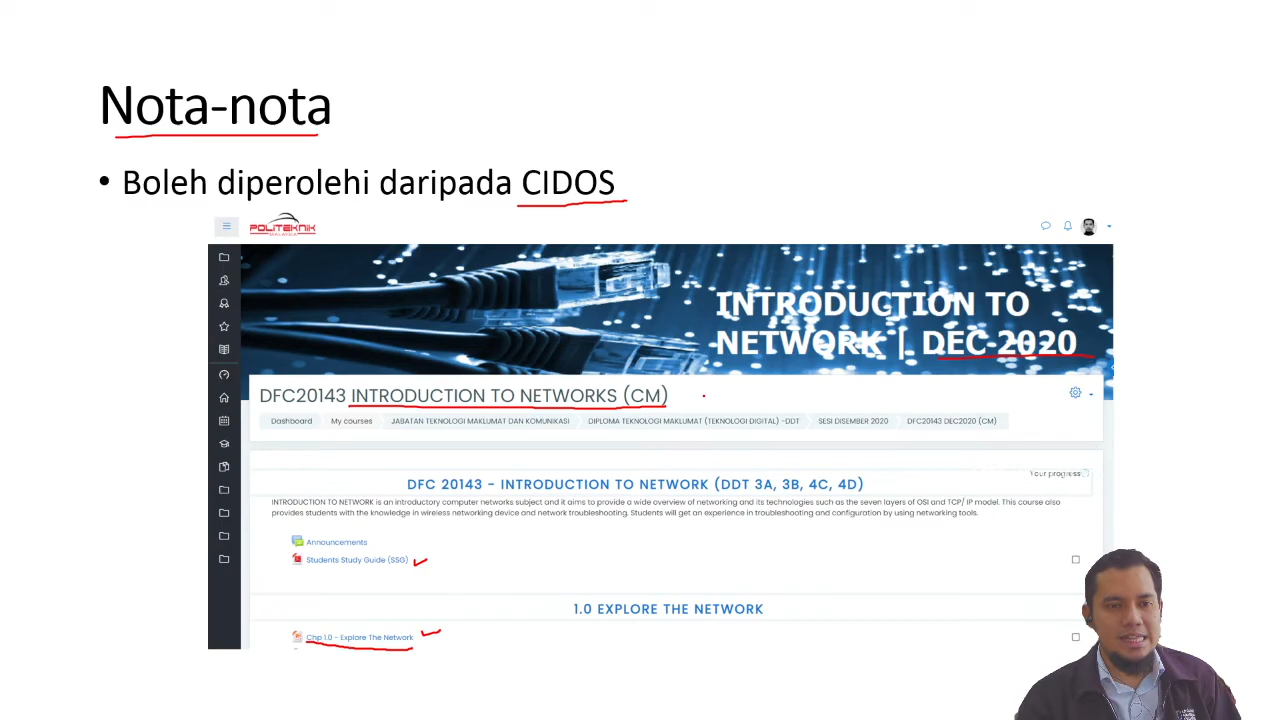 Nota-nota
• Boleh diperolehi daripada CIDOS
POLITEKNIK
MALAYSIA
INTRODUCTION TO
NETWORK | DEC 2020
DFC20143 INTRODUCTION TO NETWORKS (CM)
Dashboard My courses JABATAN TEKNOLOGI MAKLUMAT DAN KOMUNIKASI DIPLOMA TEKNOLOGI MAKLUMAT (TEKNOLOGI DIGITAL) -DDT SESI DISEMBER 2020 DFC20143 DEC2020 (CM)
Your progress
DFC 20143 - INTRODUCTION TO NETWORK (DDT 3A, 3B, 4C, 4D)
INTRODUCTION TO NETWORK is an introductory computer networks subject and it aims to provide a wide overview of networking and its technologies such as the seven layers of OSI and TCP/ IP model. This course also
provides students with the knowledge in wireless networking device and network troubleshooting. Students will get an experience in troubleshooting and configuration by using networking tools.
Announcements
Students Study Guide (SSG)
1.0 EXPLORE THE NETWORK
Chp 1.0 - Explore The Network